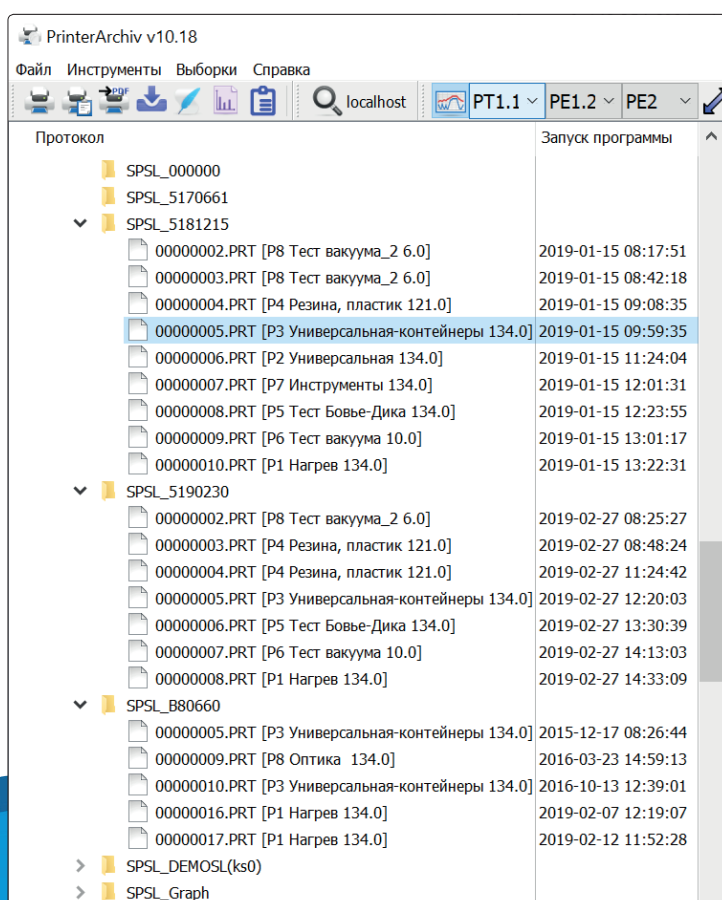 PrinterArchiv v10.18
Файл Инструменты Выборки Справка
PDF localhost PT1.1 PE1.2 PE2
Протокол Запуск программы
SPSL_000000
SPSL_5170661
SPSL_5181215
00000002.PRT [P8 Тест вакуума_2 6.0] 2019-01-15 08:17:51
00000003.PRT [P8 Тест вакуума_2 6.0] 2019-01-15 08:42:18
00000004.PRT [P4 Резина, пластик 121.0] 2019-01-15 09:08:35
00000005.PRT [P3 Универсальная-контейнеры 134.0] 2019-01-15 09:59:35
00000006.PRT [P2 Универсальная 134.0] 2019-01-15 11:24:04
00000007.PRT [P7 Инструменты 134.0] 2019-01-15 12:01:31
00000008.PRT [P5 Тест Бовье-Дика 134.0] 2019-01-15 12:23:55
00000009.PRT [P6 Тест вакуума 10.0] 2019-01-15 13:01:17
00000010.PRT [P1 Нагрев 134.0] 2019-01-15 13:22:31
SPSL_5190230
00000002.PRT [P8 Тест вакуума_2 6.0] 2019-02-27 08:25:27
00000003.PRT [P4 Резина, пластик 121.0] 2019-02-27 08:48:24
00000004.PRT [P4 Резина, пластик 121.0] 2019-02-27 11:24:42
00000005.PRT [P3 Универсальная-контейнеры 134.0] 2019-02-27 12:20:03
00000006.PRT [P5 Тест Бовье-Дика 134.0] 2019-02-27 13:30:39
00000007.PRT [P6 Тест вакуума 10.0] 2019-02-27 14:13:03
00000008.PRT [P1 Нагрев 134.0] 2019-02-27 14:33:09
SPSL_B80660
00000005.PRT [P3 Универсальная-контейнеры 134.0] 2015-12-17 08:26:44
00000009.PRT [P8 Оптика 134.0] 2016-03-23 14:59:13
00000010.PRT [P3 Универсальная-контейнеры 134.0] 2016-10-13 12:39:01
00000016.PRT [P1 Нагрев 134.0] 2019-02-07 12:19:07
00000017.PRT [P1 Нагрев 134.0] 2019-02-12 11:52:28
SPSL_DEMOSL(ks0)
SPSL_Graph